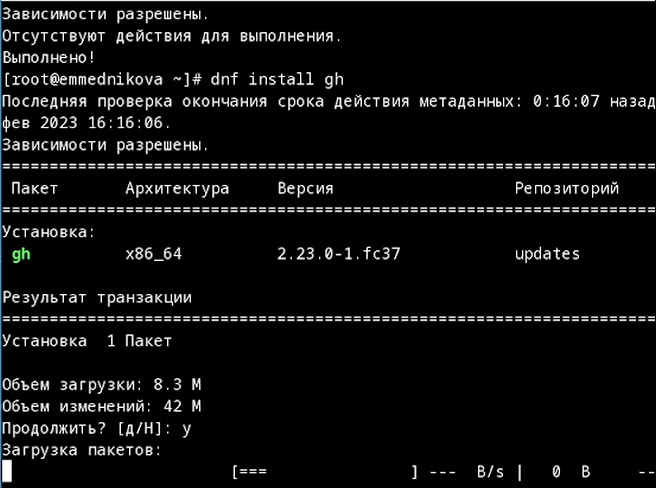 Зависимости разрешены.
Отсутствуют действия для выполнения.
Выполнено!
[root@emmednikova ~]# dnf install gh
Последняя проверка окончания срока действия метаданных: 0:16:07 назад
фев 2023 16:16:06.
Зависимости разрешены.
================================================================================
Пакет Архитектура Версия Репозиторий
================================================================================
Установка:
gh x86_64 2.23.0-1.fc37 updates
Результат транзакции
================================================================================
Установка  1 Пакет
Объем загрузки: 8.3 M
Объем изменений: 42 M
Продолжить? [д/Н]: y
Загрузка пакетов:
[===                ] ---  B/s |   0  B     --